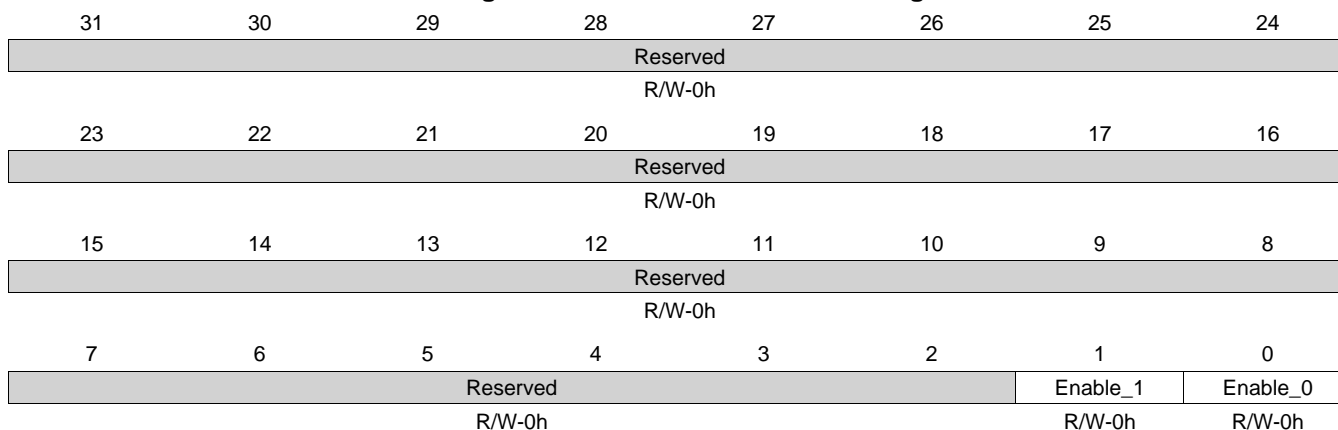 31 30 29 28 27 26 25 24
Reserved
R/W-0h
23 22 21 20 19 18 17 16
Reserved
R/W-0h
15 14 13 12 11 10 9 8
Reserved
R/W-0h
7 6 5 4 3 2 1 0
Reserved Enable_1 Enable_0
R/W-0h R/W-0h R/W-0h